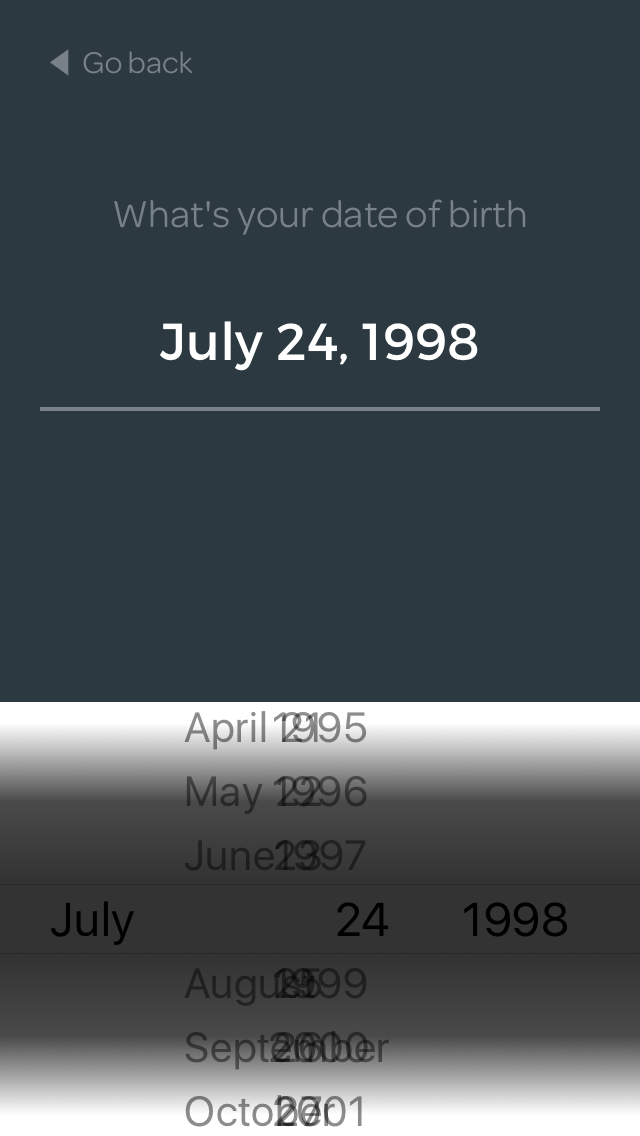 Go back
What's your date of birth
July 24, 1998
April 21 1995
May 22 1996
June 23 1997
July 24 1998
August 25 1999
September 26 2000
October 27 2001